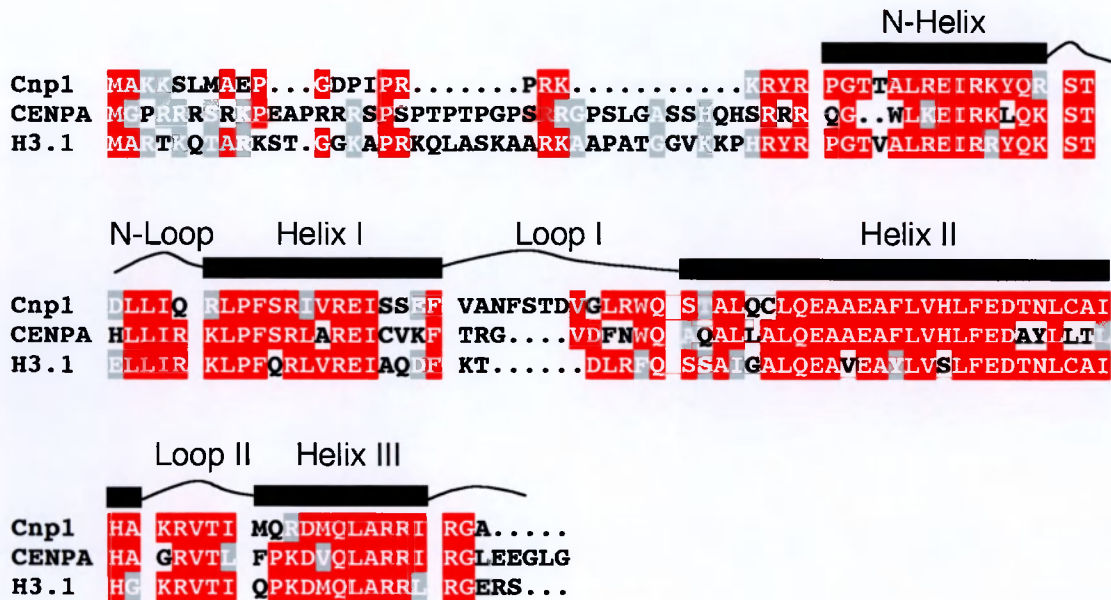 N-Helix
Cnp1 MAKKSLMAEP...GDPIPR.......PRK...........KRYR PGTTALREIRKYQR ST
CENPA MGPRRRSRKPEAPRRRSPSPTPTPGPSRRGPSLGASSHQHSRRR QG..WLKEIRKLQK ST
H3.1 MARTKQTARKST.GGKAPRKQLASKAARKAAPATGGVKKPHRYR PGTVALREIRRYQK ST
N-Loop Helix I Loop I Helix II
Cnp1 DLLIQ RLPFSRIVREISSEF VANFSTDVGLRWQ STALQCLQEAAEAFLVHLFEDTNLCAI
CENPA HLLIR KLPFSRLAREICVKF TRG....VDFNWQ AQALLALQEAAEAFLVHLFEDAYLLTL
H3.1 ELLIR KLPFQRLVREIAQDF KT......DLRFQ SSAIGALQEAVEAYLVSLFEDTNLCAI
Loop II Helix III
Cnp1 HA KRVTI MQRDMQLARRI RGA.....
CENPA HA GRVTL FPKDVQLARRI RGLEEGLG
H3.1 HG KRVTI QPKDMQLARRL RGERS...